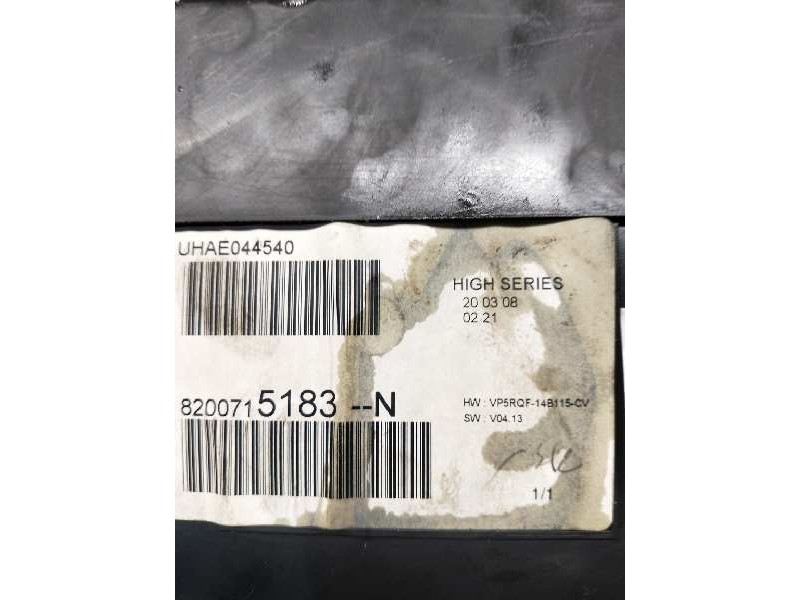 UHAE044540
HIGH SERIES
20 03 08
02 21
8200715183--N
HW : VP5RQF-14B115-CV
SW : V04.13
1/1